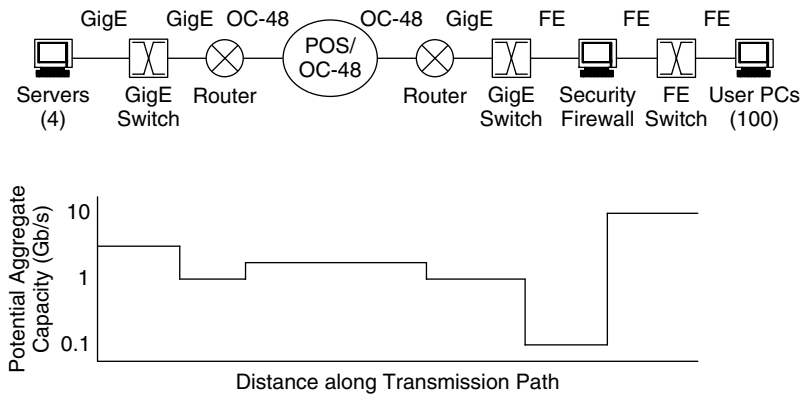 GigE GigE OC-48 OC-48 GigE FE FE FE
POS/
OC-48
Servers
(4)
GigE
Switch
Router
Router
GigE
Switch
Security
Firewall
FE
Switch
User PCs
(100)
Potential Aggregate
Capacity (Gb/s)
10
1
0.1
Distance along Transmission Path